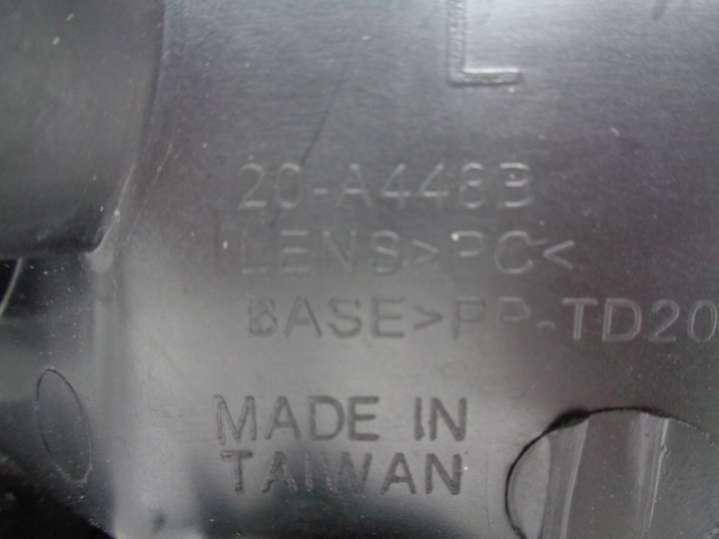 L
20-A448B
LENS>PC<
BASE>PP-TD20
MADE IN
TAIWAN